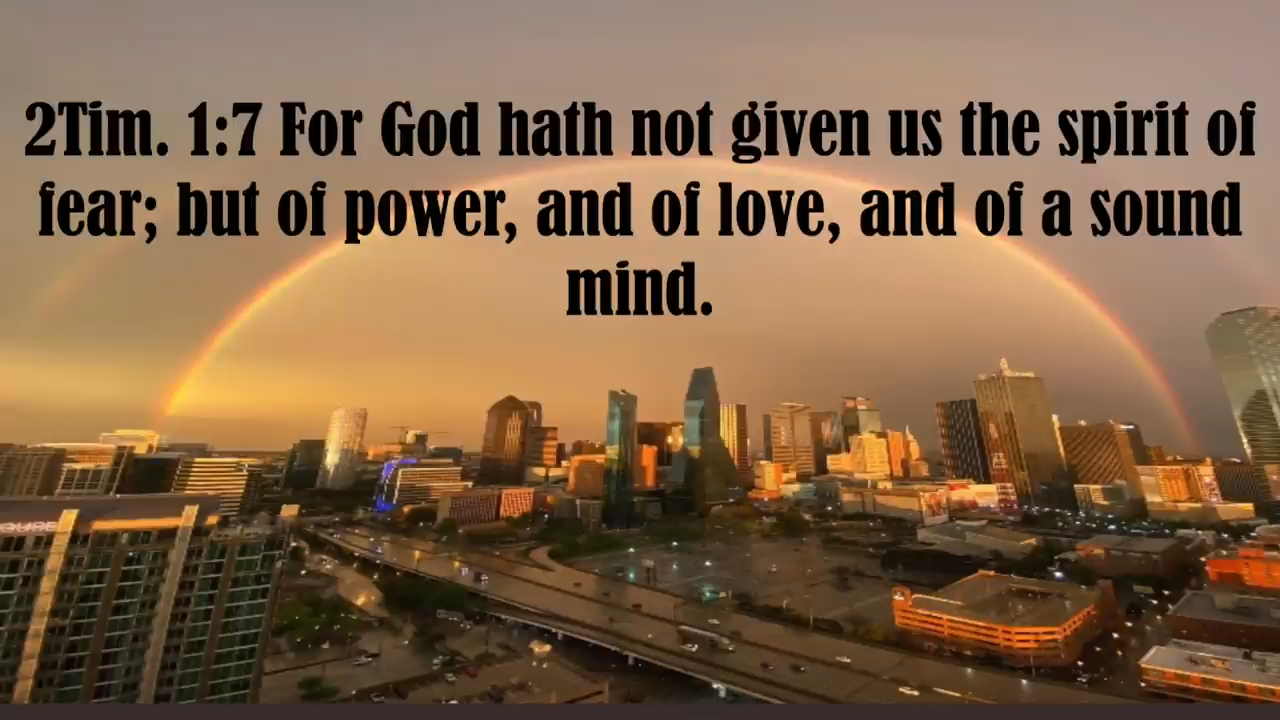 2Tim. 1:7 For God hath not given us the spirit of
fear; but of power, and of love, and of a sound
mind.